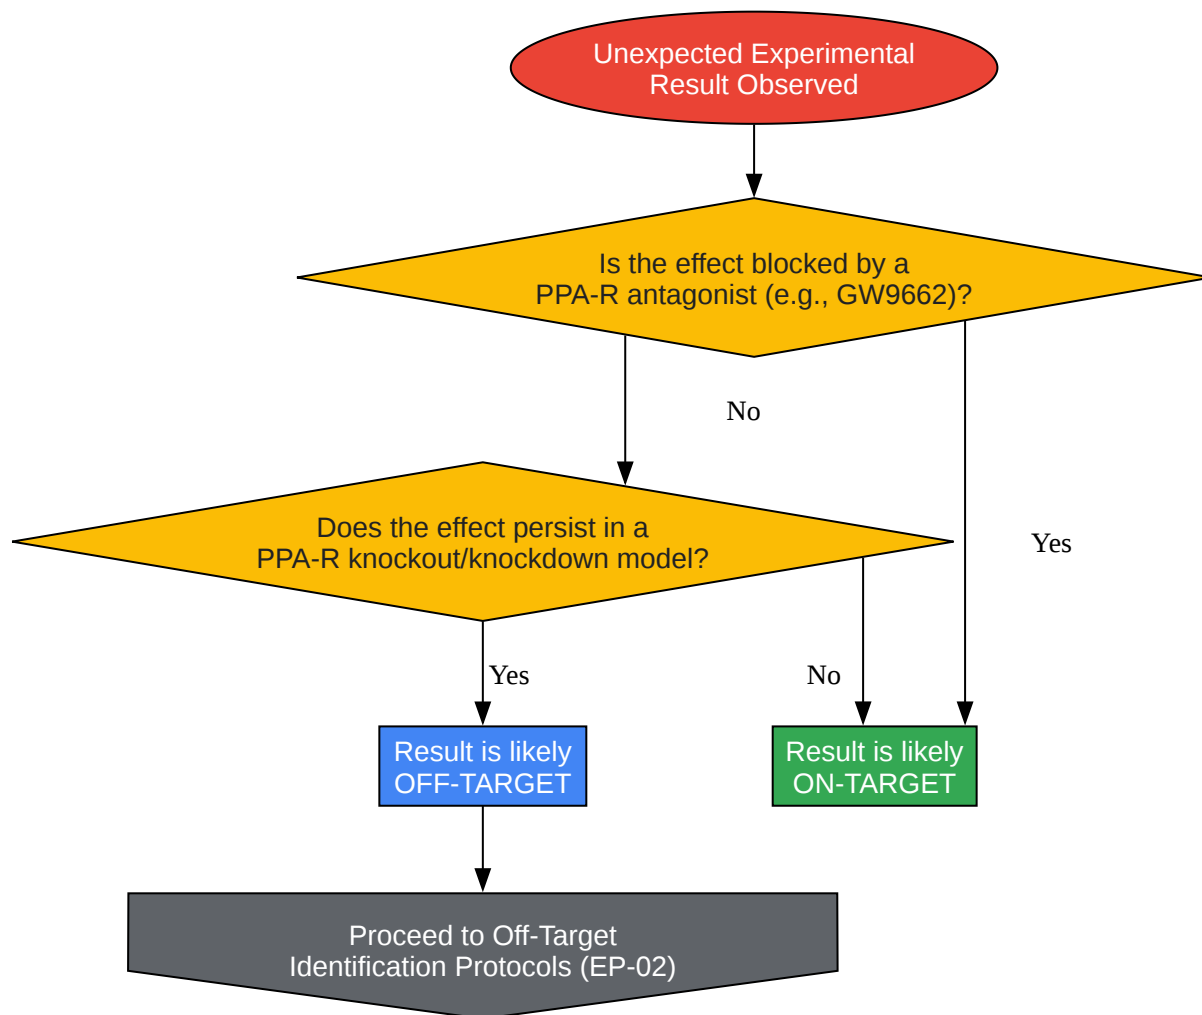 Unexpected Experimental
Result Observed
Is the effect blocked by a
PPA-R antagonist (e.g., GW9662)?
No
Does the effect persist in a
PPA-R knockout/knockdown model?
Yes
Yes
No
Result is likely
OFF-TARGET
Result is likely
ON-TARGET
Proceed to Off-Target
Identification Protocols (EP-02)